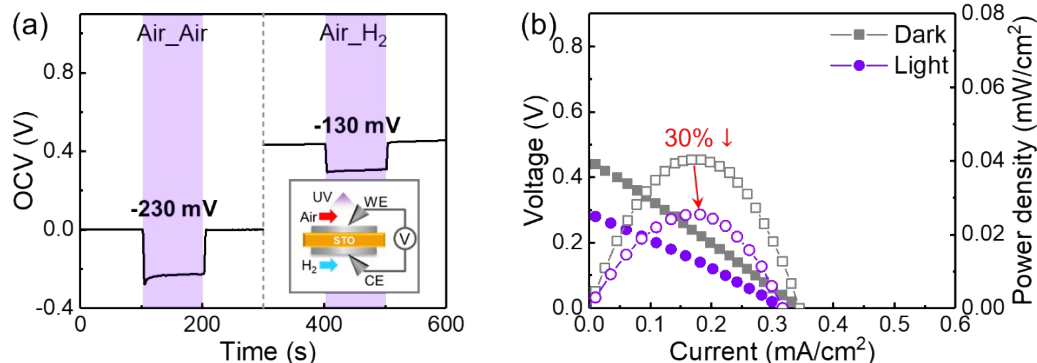 (a)
Air_Air
Air_H₂
0.8
0.4
0.0
-0.4
OCV (V)
-230 mV
-130 mV
UV
WE
Air
STO
V
H₂
CE
0
200
400
600
Time (s)
(b)
Dark
Light
30% ↓
0.8
0.6
0.4
0.2
0.0
Voltage (V)
0.08
0.06
0.04
0.02
0.00
Power density (mW/cm²)
0.0
0.1
0.2
0.3
0.4
0.5
0.6
Current (mA/cm²)